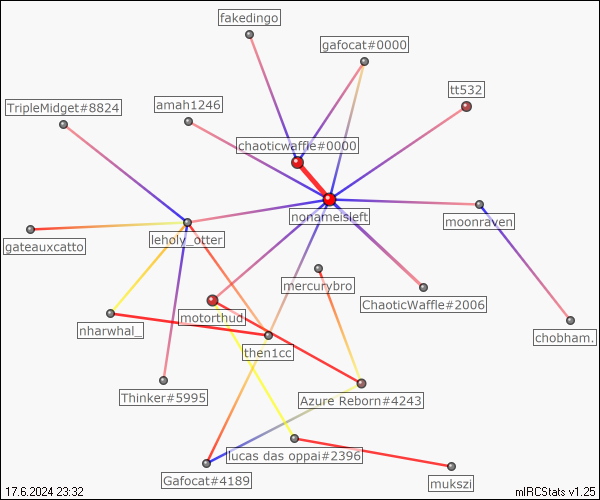 fakedingo
gafocat#0000
tt532
TripleMidget#8824
amah1246
chaoticwaffle#0000
nonameisleft
moonraven
leholy_otter
gateauxcatto
mercurybro
ChaoticWaffle#2006
motorthud
nharwhal_
chobham.
then1cc
Thinker#5995
Azure Reborn#4243
lucas das oppai#2396
Gafocat#4189
mukszi
17.6.2024 23:32
mIRCStats v1.25